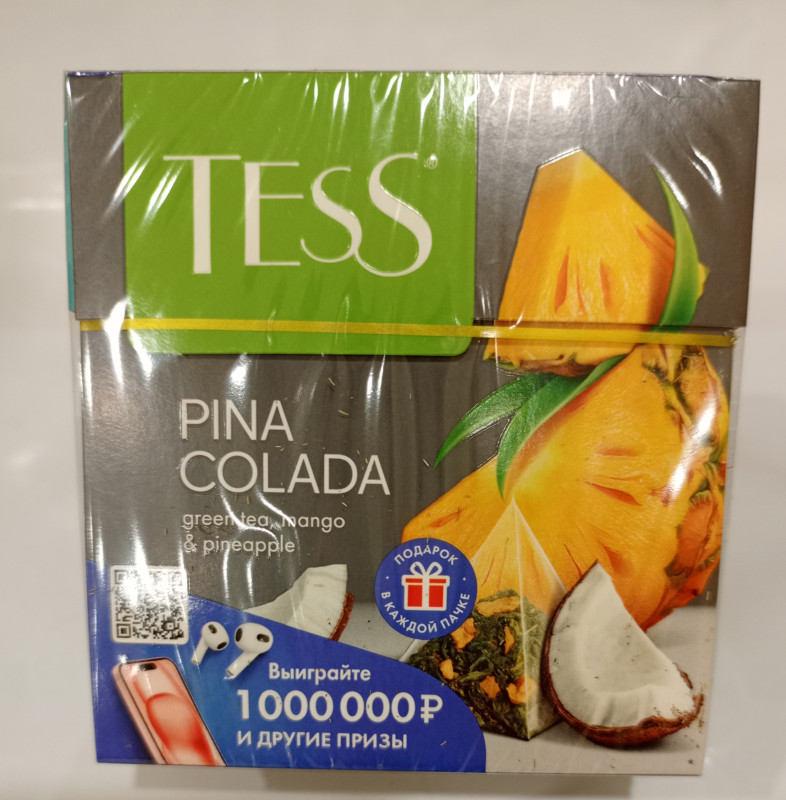 TESS®
PINA
COLADA
green tea, mango
& pineapple
ПОДАРОК
В КАЖДОЙ ПАЧКЕ
Выиграйте
1 000 000 ₽
И ДРУГИЕ ПРИЗЫ